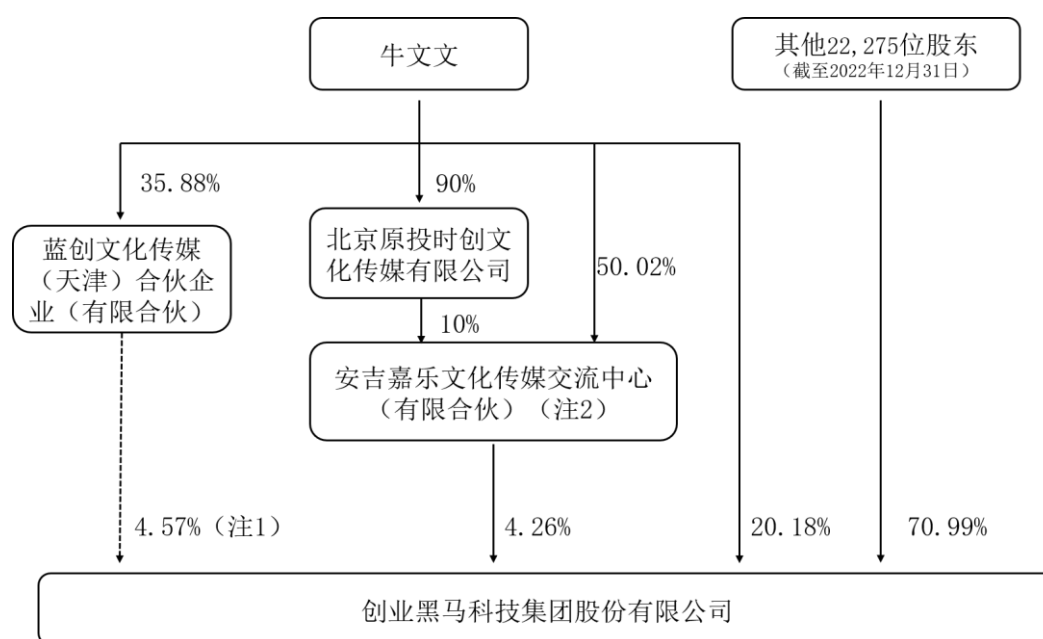 牛文文
其他22,275位股东
（截至2022年12月31日）
35.88%
90%
50.02%
蓝创文化传媒
（天津）合伙企
业（有限合伙）
北京原投时创文
化传媒有限公司
10%
安吉嘉乐文化传媒交流中心
（有限合伙）（注2）
4.57%（注1）
4.26%
20.18%
70.99%
创业黑马科技集团股份有限公司